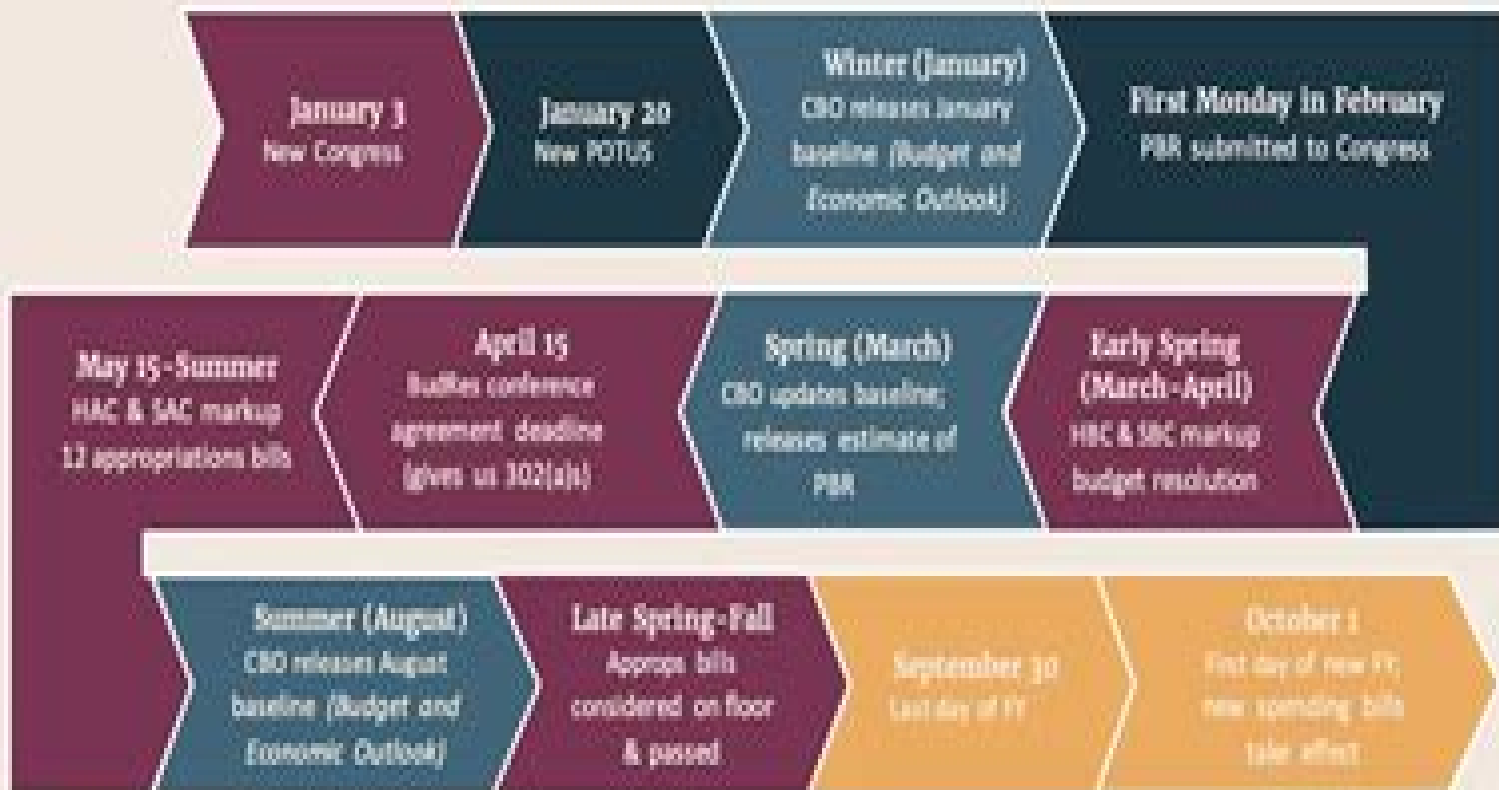 January 3
New Congress
January 20
New POTUS
Winter (January)
CBO releases January
baseline (Budget and
Economic Outlook)
First Monday in February
PBR submitted to Congress
Early Spring
(March-April)
HBC & SBC markup
budget resolution
Spring (March)
CBO updates baseline;
releases estimate of
PBR
April 15
BudRes conference
agreement deadline
(gives us 302(a)s)
May 15-Summer
HAC & SAC markup
12 appropriations bills
Summer (August)
CBO releases August
baseline (Budget and
Economic Outlook)
Late Spring-Fall
Approps bills
considered on floor
& passed
September 30
Last day of FY
October 1
First day of new FY;
new spending bills
take effect